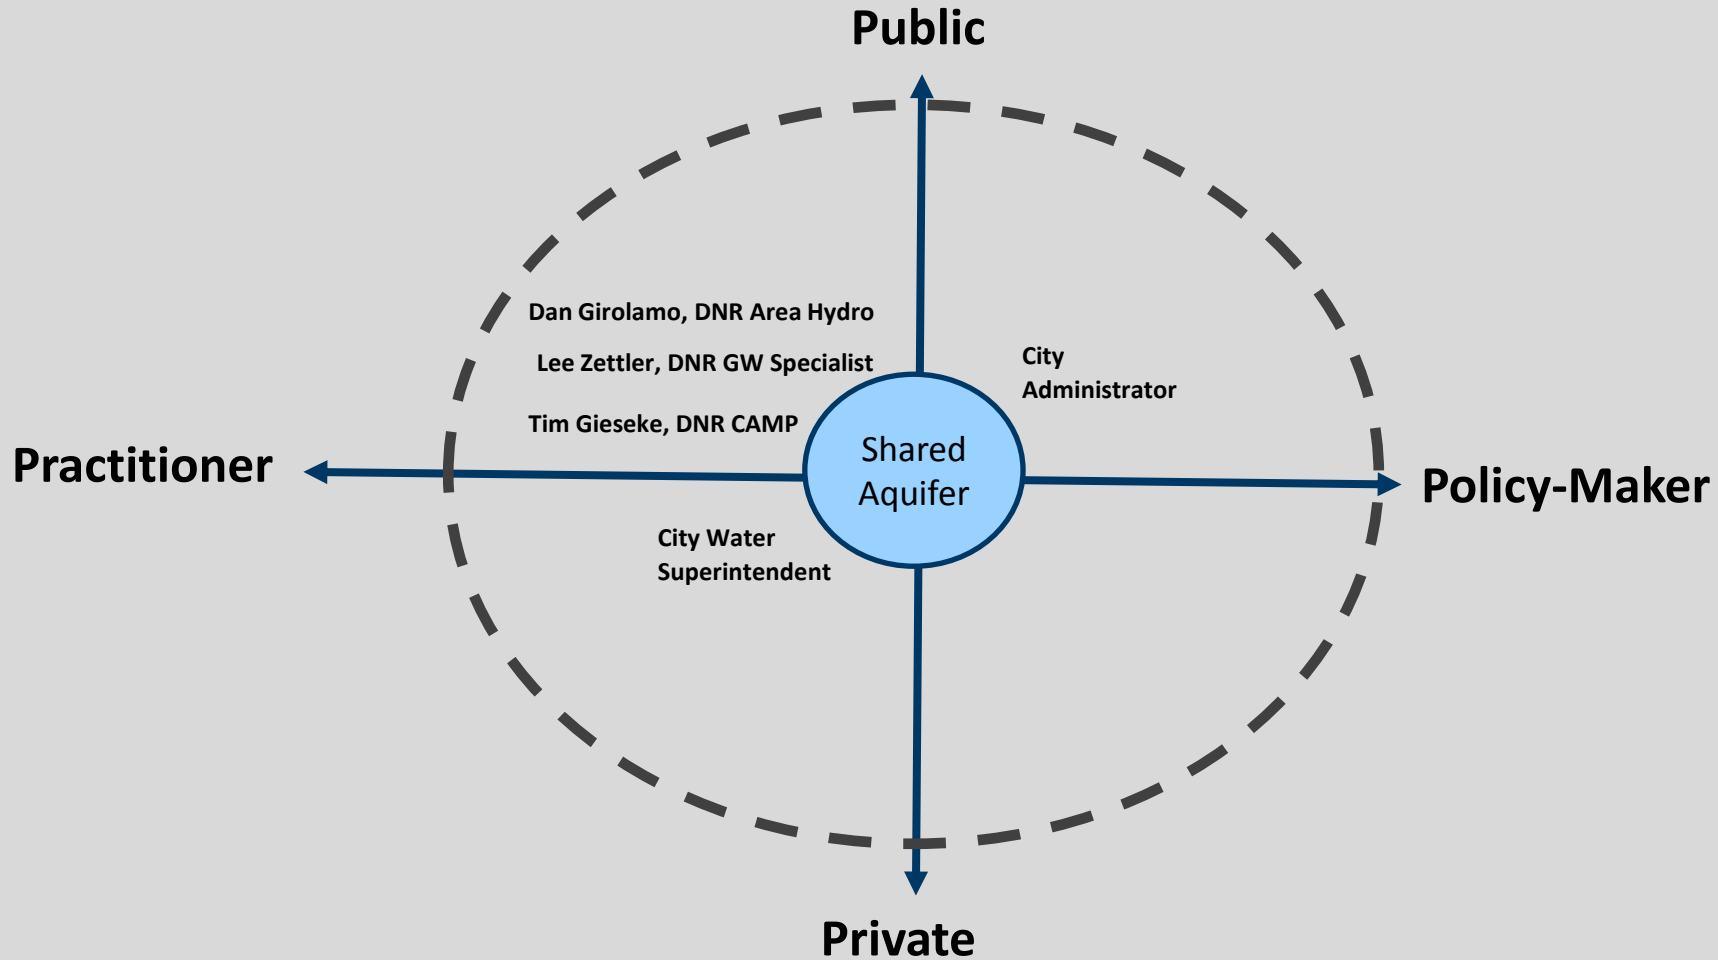 Public
Dan Girolamo, DNR Area Hydro
Lee Zettler, DNR GW Specialist
Tim Gieseke, DNR CAMP
City
Administrator
Practitioner
Shared
Aquifer
Policy-Maker
City Water
Superintendent
Private